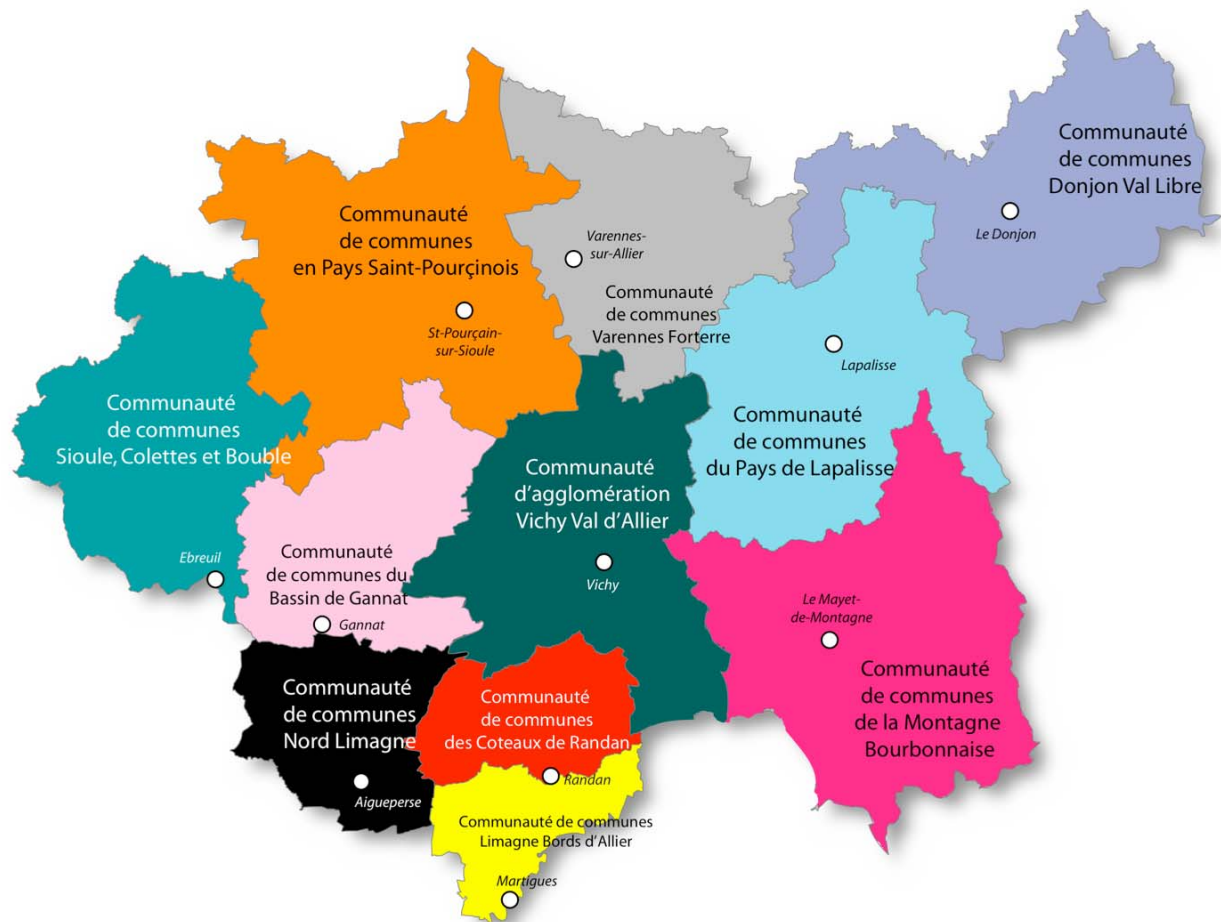 Communauté
de communes
Donjon Val Libre
Le Donjon
Communauté
de communes
en Pays Saint-Pourçinois
St-Pourçain-
sur-Sioule
Varennes-
sur-Allier
Communauté
de communes
Varennes Forterre
Lapalisse
Communauté
de communes
du Pays de Lapalisse
Communauté
de communes
Sioule, Colettes et Bouble
Ebreuil
Communauté
d'agglomération
Vichy Val d'Allier
Vichy
Communauté
de communes du
Bassin de Gannat
Gannat
Le Mayet-
de-Montagne
Communauté
de communes
de la Montagne
Bourbonnaise
Communauté
de communes
Nord Limagne
Aigueperse
Communauté
de communes
des Coteaux de Randan
Randan
Communauté de communes
Limagne Bords d'Allier
Martigues